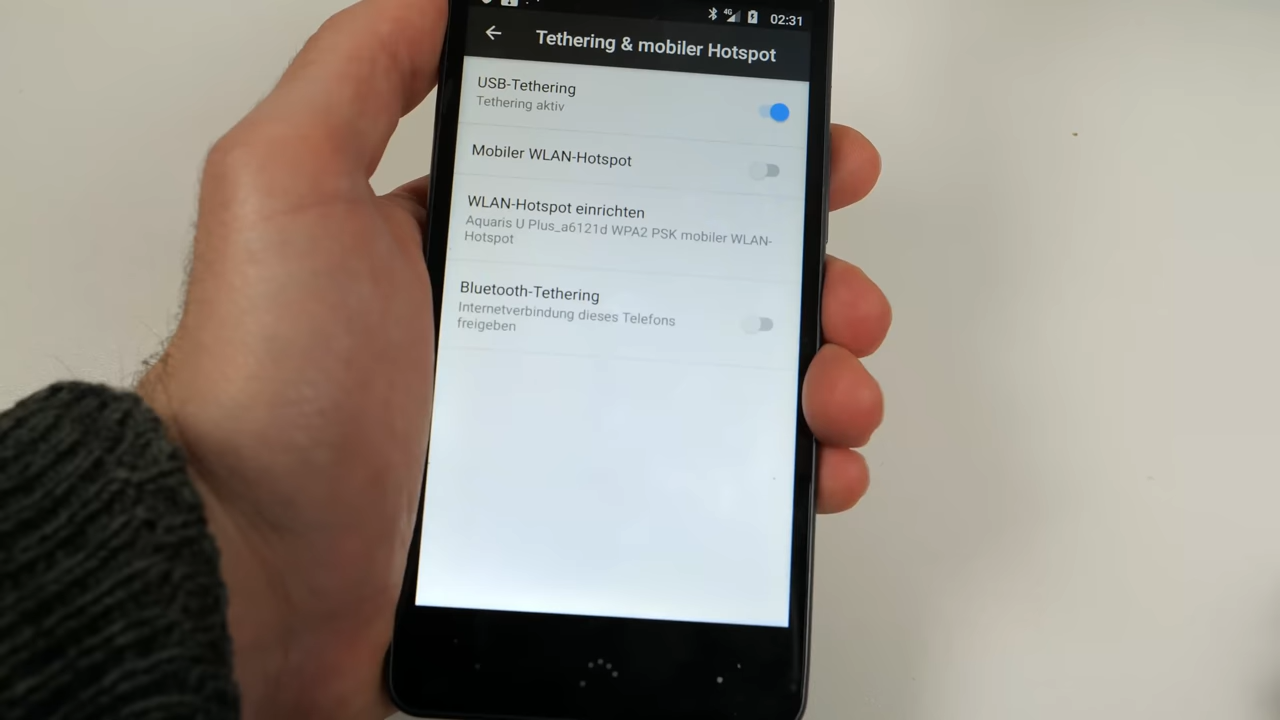 4G 02:31
Tethering & mobiler Hotspot
USB-Tethering
Tethering aktiv
Mobiler WLAN-Hotspot
WLAN-Hotspot einrichten
Aquaris U Plus_a6121d WPA2 PSK mobiler WLAN-
Hotspot
Bluetooth-Tethering
Internetverbindung dieses Telefons
freigeben